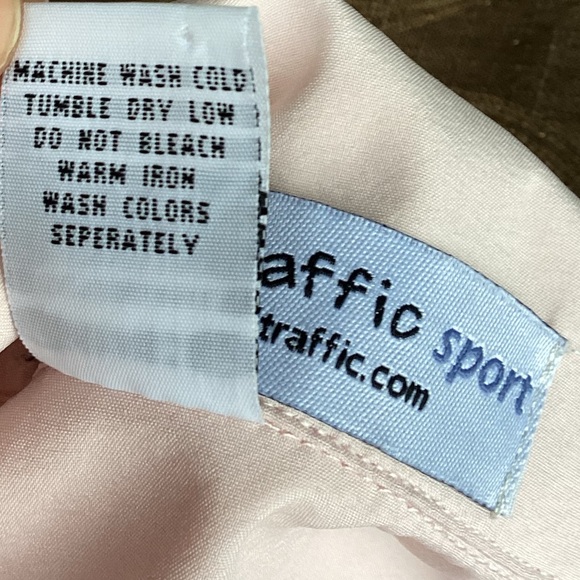 MACHINE WASH COLD
TUMBLE DRY LOW
DO NOT BLEACH
WARM IRON
WASH COLORS
SEPERATELY
affic sport
traffic.com